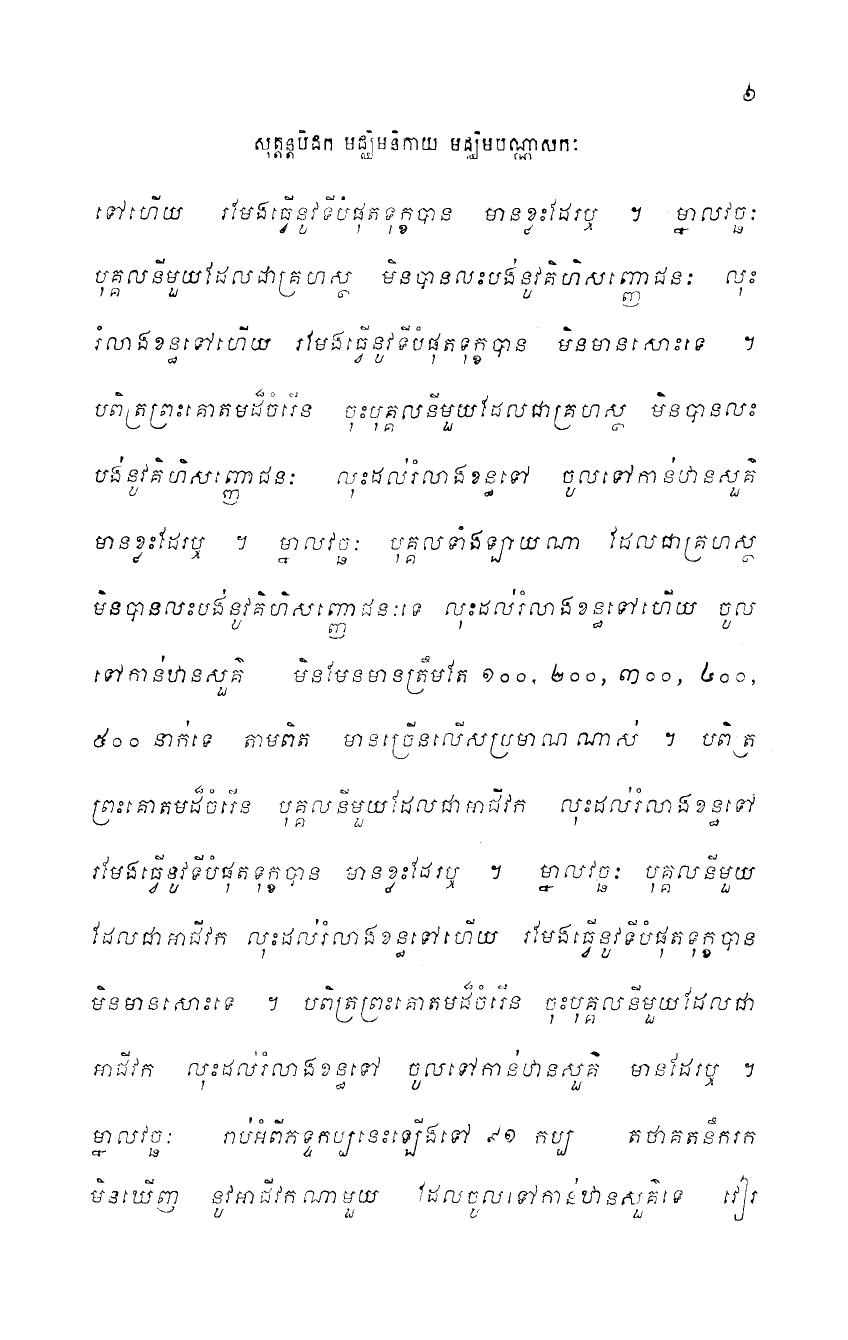 ៦
សុត្តន្តបិដក មជ្ឈិមនិកាយ មជ្ឈិមបណ្ណាសកៈ
ទៅហើយ រមែងធ្វើនូវទីបំផុតទុក្ខបាន មានខ្លះដែរឬ ។ ម្នាលវច្ឆៈ
បុគ្គលនីមួយដែលជាគ្រហស្ថ មិនបានលះបង់នូវគិហិសញ្ញោជនៈ លុះ
រំលាងខន្ធទៅហើយ រមែងធ្វើនូវទីបំផុតទុក្ខបាន មិនមានសោះទេ ។
បពិត្រព្រះគោតមដ៏ចំរើន ចុះបុគ្គលនីមួយដែលជាគ្រហស្ថ មិនបានលះ
បង់នូវគិហិសញ្ញោជនៈ លុះដល់រំលាងខន្ធទៅ ចូលទៅកាន់ឋានសួគិ៌
មានខ្លះដែរឬ ។ ម្នាលវច្ឆៈ បុគ្គលទាំងឡាយណា ដែលជាគ្រហស្ថ
មិនបានលះបង់នូវគិហិសញ្ញោជនៈទេ លុះដល់រំលាងខន្ធទៅហើយ ចូល
ទៅកាន់ឋានសួគិ៌ មិនមែនមានត្រឹមតែ ១០០, ២០០, ៣០០, ៤០០,
៥០០ នាក់ទេ តាមពិត មានច្រើនលើសប្រមាណណាស់ ។ បពិត្រ
ព្រះគោតមដ៏ចំរើន បុគ្គលនីមួយដែលជាអាជីវក លុះដល់រំលាងខន្ធទៅ
រមែងធ្វើនូវទីបំផុតទុក្ខបាន មានខ្លះដែរឬ ។ ម្នាលវច្ឆៈ បុគ្គលនីមួយ
ដែលជាអាជីវក លុះដល់រំលាងខន្ធទៅហើយ រមែងធ្វើនូវទីបំផុតទុក្ខបាន
មិនមានសោះទេ ។ បពិត្រព្រះគោតមដ៏ចំរើន ចុះបុគ្គលនីមួយដែលជា
អាជីវក លុះដល់រំលាងខន្ធទៅ ចូលទៅកាន់ឋានសួគិ៌ មានដែរឬ ។
ម្នាលវច្ឆៈ រាប់អំពីភទ្ទកប្បនេះឡើងទៅ ៩១ កប្ប តថាគតនឹករក
មិនឃើញ នូវអាជីវកណាមួយ ដែលចូលទៅកាន់ឋានសួគិ៌ទេ វៀរ